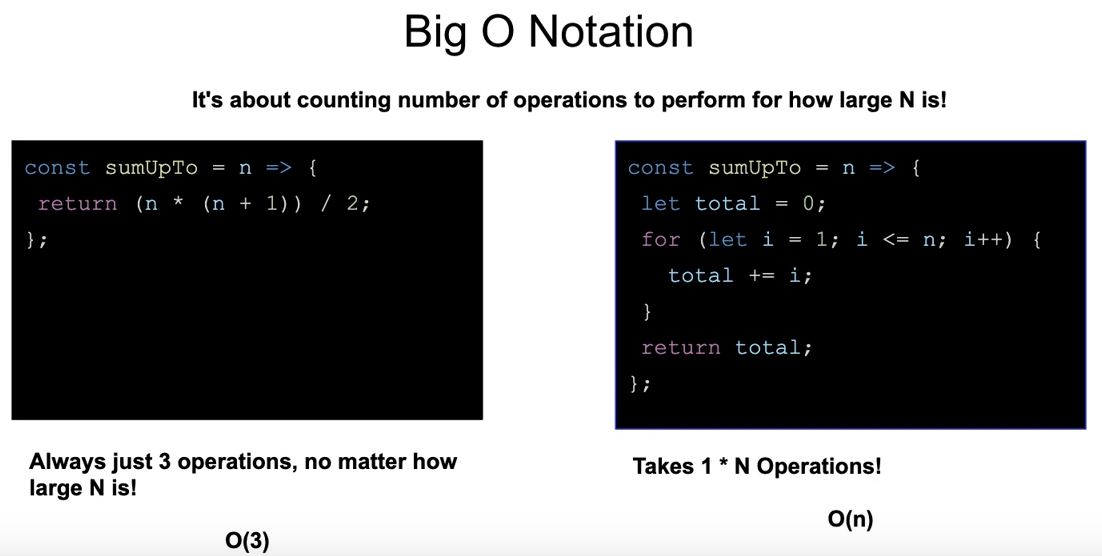 Big O Notation
It's about counting number of operations to perform for how large N is!
const sumUpTo = n => {
return (n * (n + 1)) / 2;
};
Always just 3 operations, no matter how
large N is!
O(3)
const sumUpTo = n => {
let total = 0;
for (let i = 1; i <= n; i++) {
total += i;
}
return total;
};
Takes 1 * N Operations!
O(n)